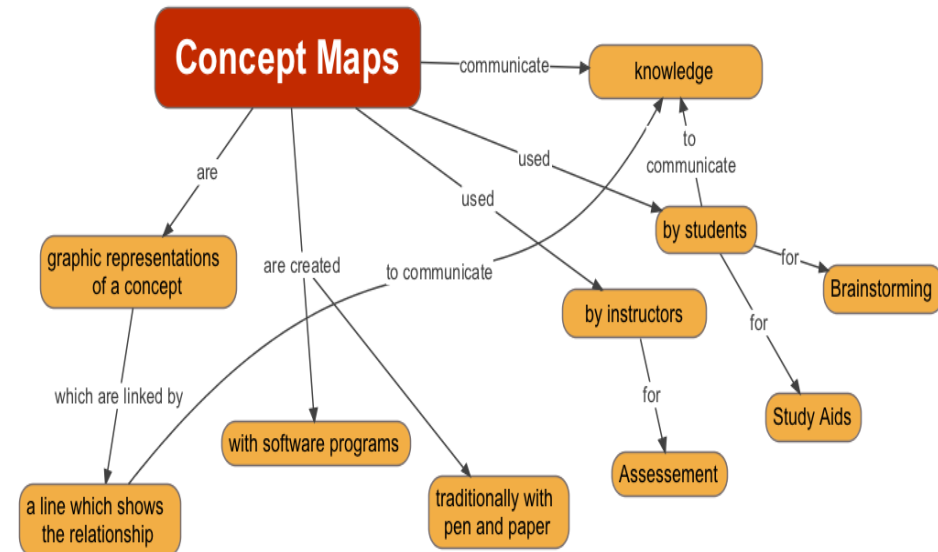 Concept Maps
communicate
knowledge
to
communicate
used
used
are
by students
graphic representations
of a concept
are created
to communicate
for
Brainstorming
by instructors
for
which are linked by
for
Study Aids
with software programs
Assessement
a line which shows
the relationship
traditionally with
pen and paper